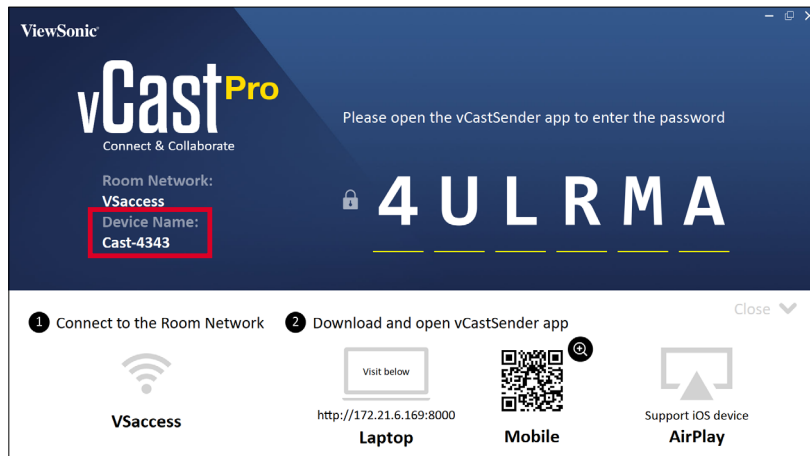 ViewSonic
vCastPro
Connect & Collaborate
Please open the vCastSender app to enter the password
Room Network:
VSaccess
Device Name:
Cast-4343
4ULRMA
Close
1 Connect to the Room Network
2 Download and open vCastSender app
VSaccess
Visit below
http://172.21.6.169:8000
Laptop
Mobile
Support iOS device
AirPlay